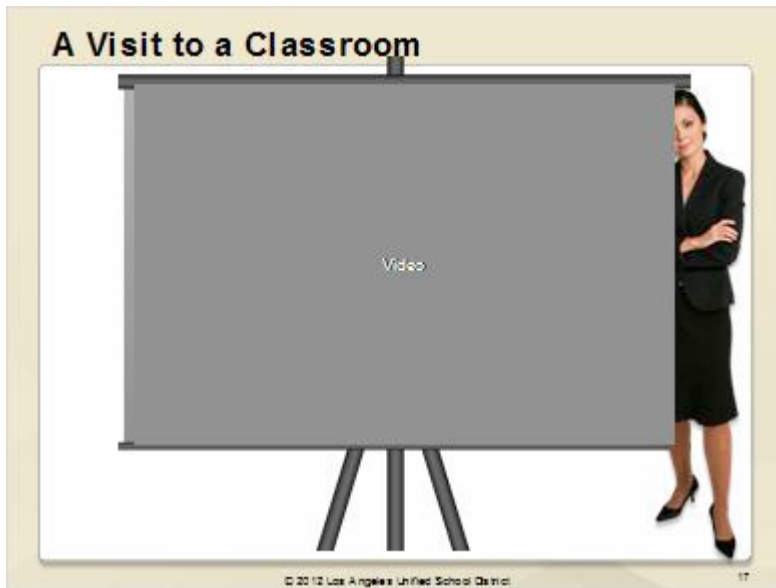 A Visit to a Classroom
Video
© 2012 Los Angeles Unified School District
17